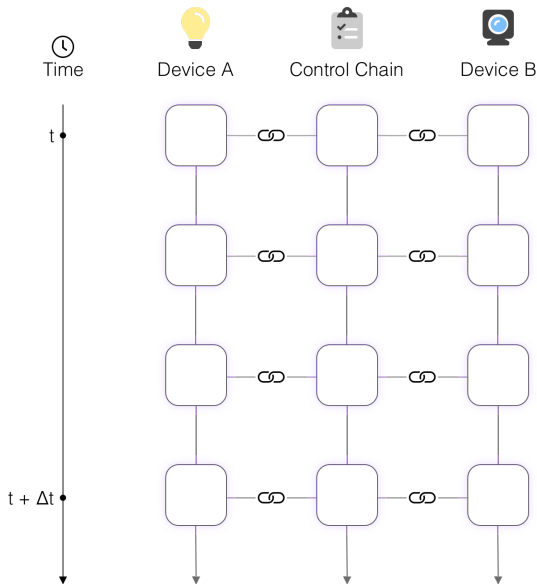 Time
Device A
Control Chain
Device B
t
t + Δt